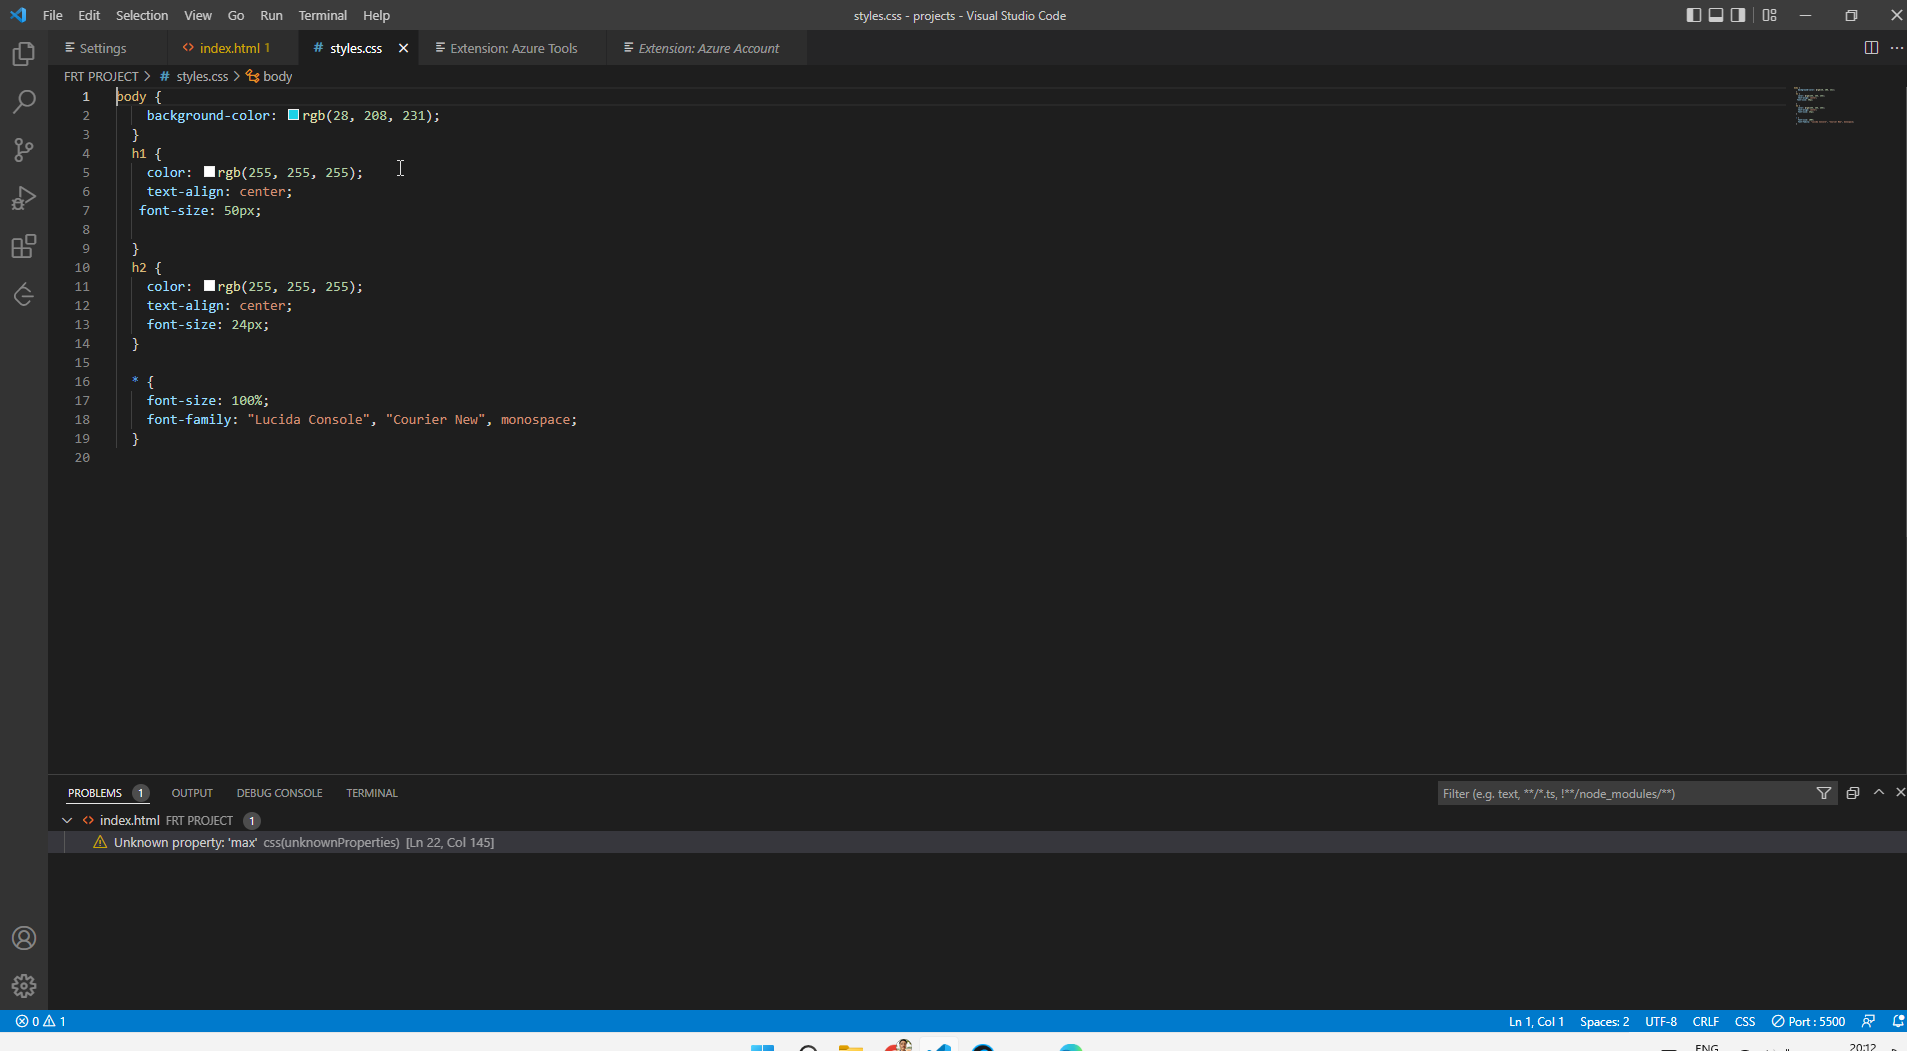 File Edit Selection View Go Run Terminal Help styles.css - projects - Visual Studio Code
Settings index.html 1 # styles.css Extension: Azure Tools Extension: Azure Account
FRT PROJECT > # styles.css > body
1 body {
2 background-color: rgb(28, 208, 231);
3 }
4 h1 {
5 color: rgb(255, 255, 255);
6 text-align: center;
7 font-size: 50px;
8
9 }
10 h2 {
11 color: rgb(255, 255, 255);
12 text-align: center;
13 font-size: 24px;
14 }
15
16 * {
17 font-size: 100%;
18 font-family: "Lucida Console", "Courier New", monospace;
19 }
20
PROBLEMS 1 OUTPUT DEBUG CONSOLE TERMINAL Filter (e.g. text, **/*.ts, !**/node_modules/**)
index.html FRT PROJECT 1
Unknown property: 'max' css(unknownProperties) [Ln 22, Col 145]
0 1 Ln 1, Col 1 Spaces: 2 UTF-8 CRLF CSS Port : 5500
ENG 20:12